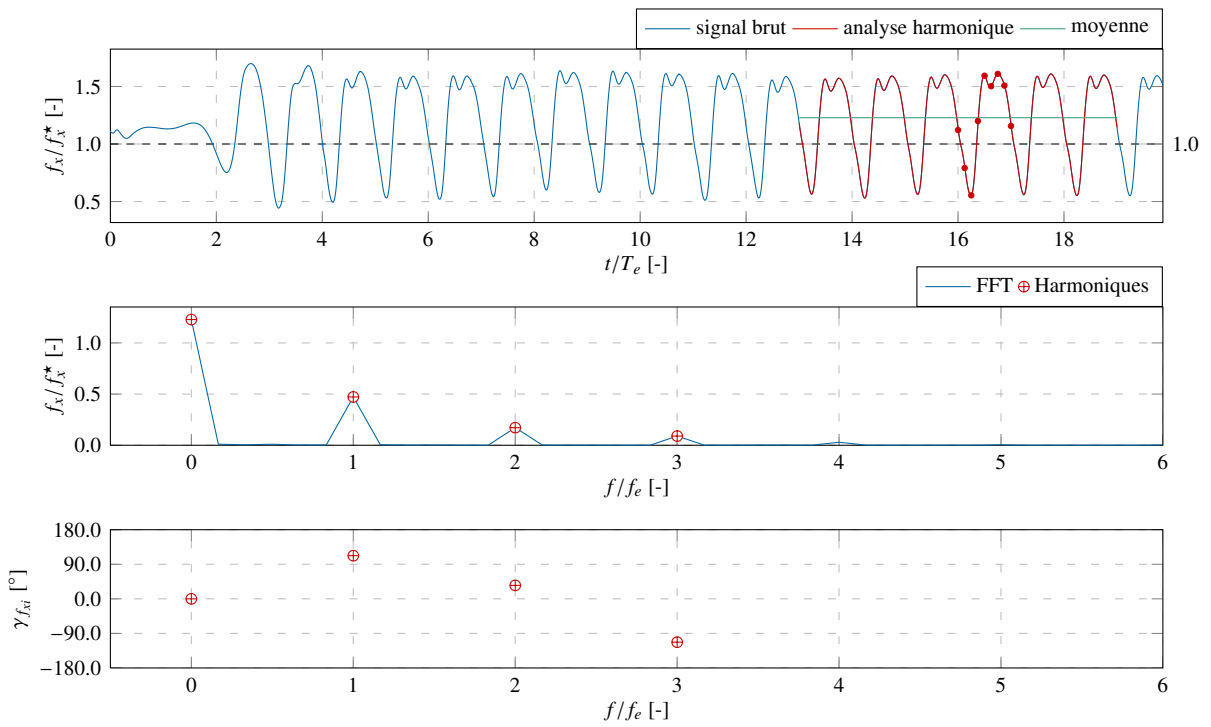 signal brut analyse harmonique moyenne
1.5
1.0
0.5
f_x/f_x^★ [-]
1.0
0 2 4 6 8 10 12 14 16 18
t/T_e [-]
FFT Harmoniques
1.0
0.5
0.0
f_x/f_x^★ [-]
0 1 2 3 4 5 6
f/f_e [-]
180.0
90.0
0.0
−90.0
−180.0
γ_{f_{xi}} [°]
0 1 2 3 4 5 6
f/f_e [-]